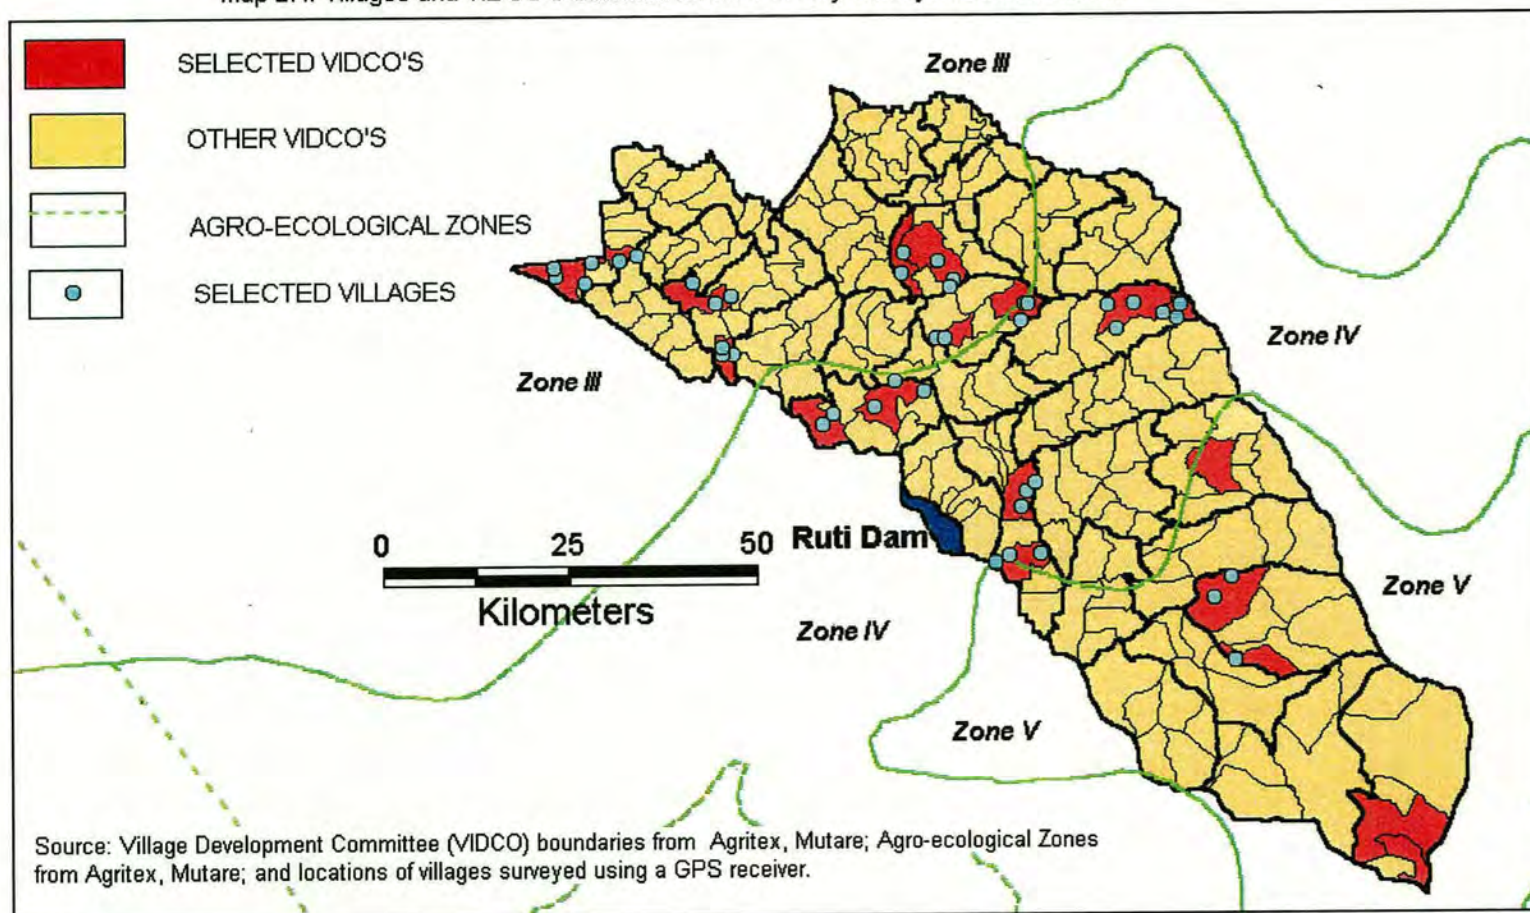 SELECTED VIDCO'S
OTHER VIDCO'S
AGRO-ECOLOGICAL ZONES
SELECTED VILLAGES
Zone III
Zone IV
Zone III
0 25 50
Kilometers
Ruti Dam
Zone V
Zone IV
Zone V
Source: Village Development Committee (VIDCO) boundaries from Agritex, Mutare; Agro-ecological Zones
from Agritex, Mutare; and locations of villages surveyed using a GPS receiver.